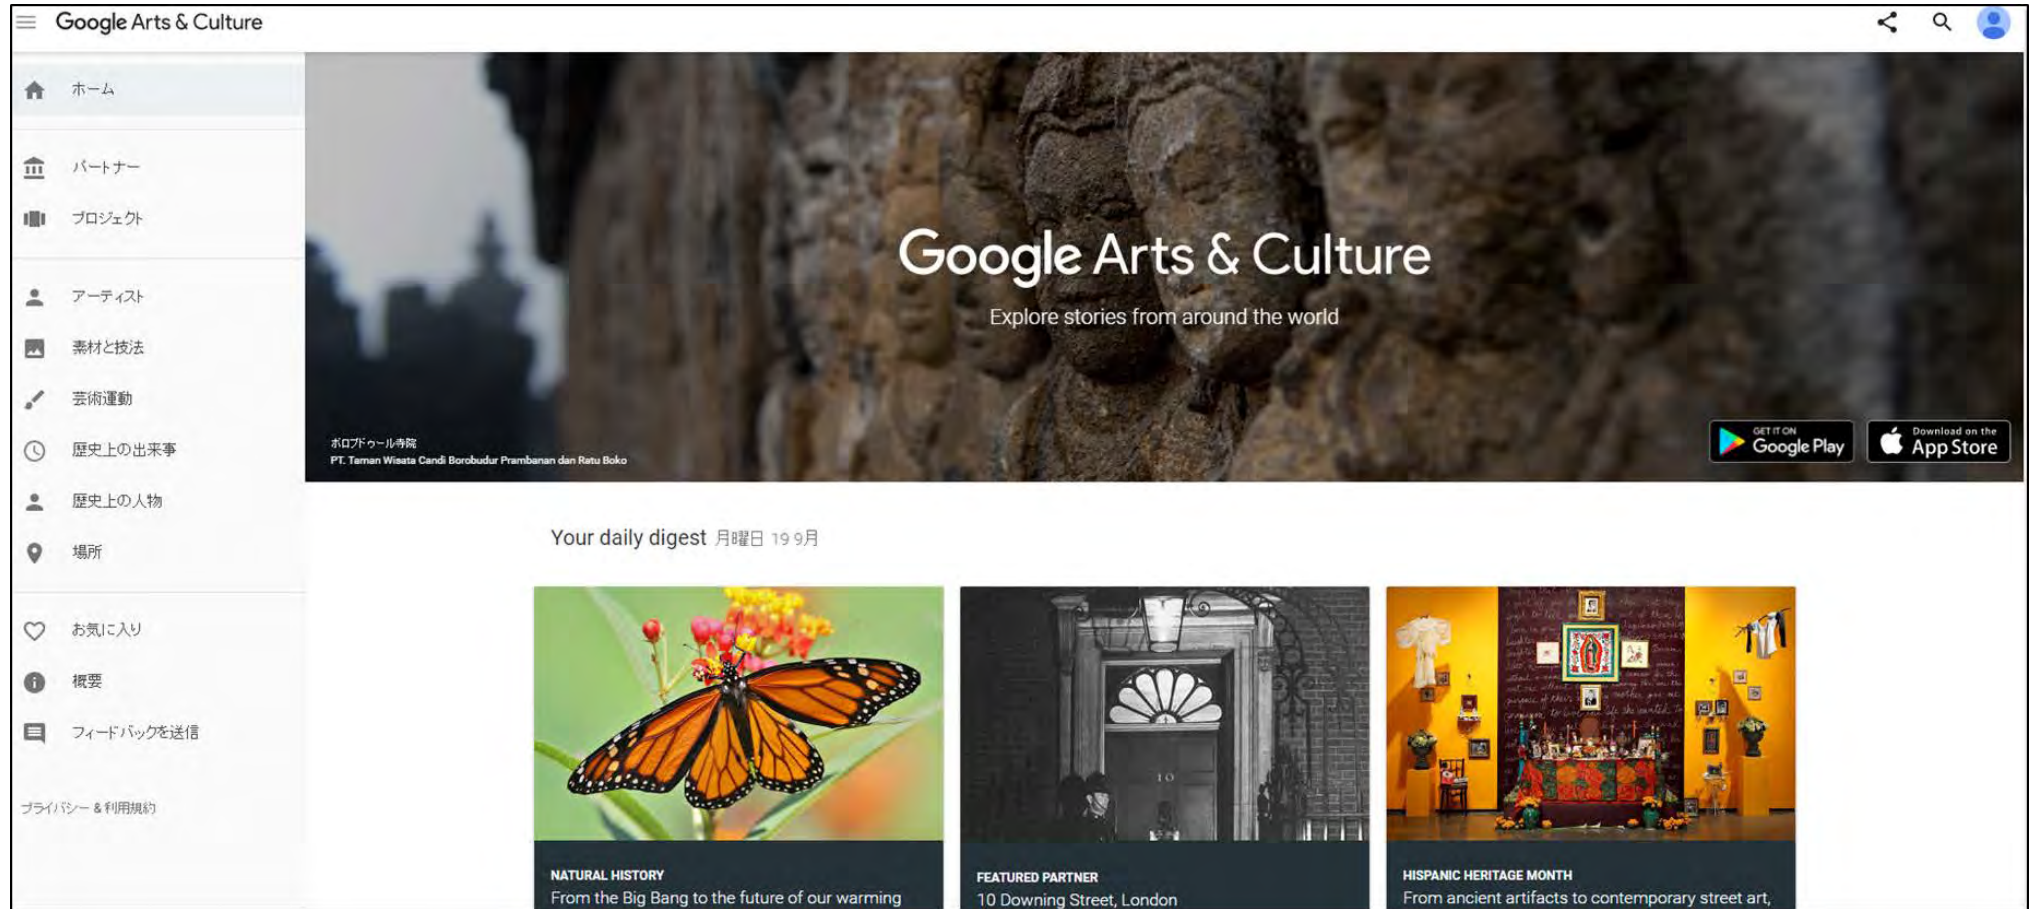 Google Arts & Culture
ホーム
パートナー
プロジェクト
アーティスト
素材と技法
芸術運動
歴史上の出来事
歴史上の人物
場所
お気に入り
概要
フィードバックを送信
プライバシー & 利用規約
Google Arts & Culture
Explore stories from around the world
ボロブドゥール寺院
PT. Taman Wisata Candi Borobudur Prambanan dan Ratu Boko
GET IT ON
Google Play
Download on the
App Store
Your daily digest 月曜日 19 9月
10
NATURAL HISTORY
From the Big Bang to the future of our warming
FEATURED PARTNER
10 Downing Street, London
HISPANIC HERITAGE MONTH
From ancient artifacts to contemporary street art,